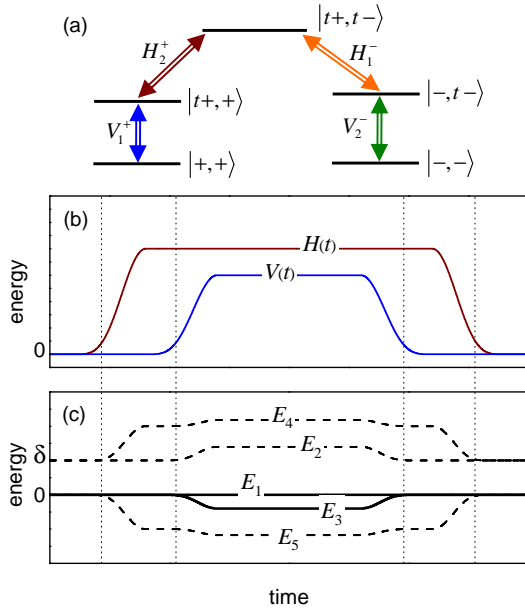 (a)
|t+,t−⟩
H₂⁺
H₁⁻
|t+,+⟩
|−,t−⟩
V₁⁺
V₂⁻
|+,+⟩
|−,−⟩
(b)
H(t)
V(t)
energy
0
(c)
E₄
E₂
δ
energy
0
E₁
E₃
E₅
time